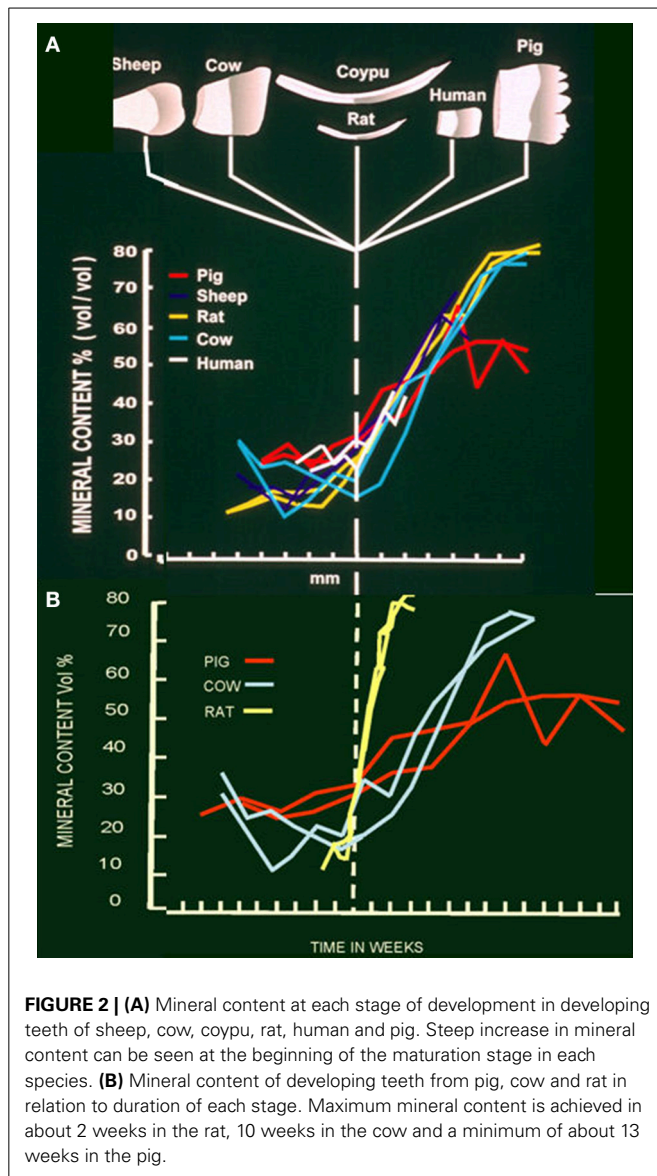 A
Sheep
Cow
Coypu
Rat
Human
Pig
MINERAL CONTENT % ( vol / vol )
80
70
60
50
40
30
20
10
0
Pig
Sheep
Rat
Cow
Human
mm
B
MINERAL CONTENT Vol %
80
70
60
50
40
30
20
10
0
PIG
COW
RAT
TIME IN WEEKS
FIGURE 2 | (A) Mineral content at each stage of development in developing
teeth of sheep, cow, coypu, rat, human and pig. Steep increase in mineral
content can be seen at the beginning of the maturation stage in each
species. (B) Mineral content of developing teeth from pig, cow and rat in
relation to duration of each stage. Maximum mineral content is achieved in
about 2 weeks in the rat, 10 weeks in the cow and a minimum of about 13
weeks in the pig.